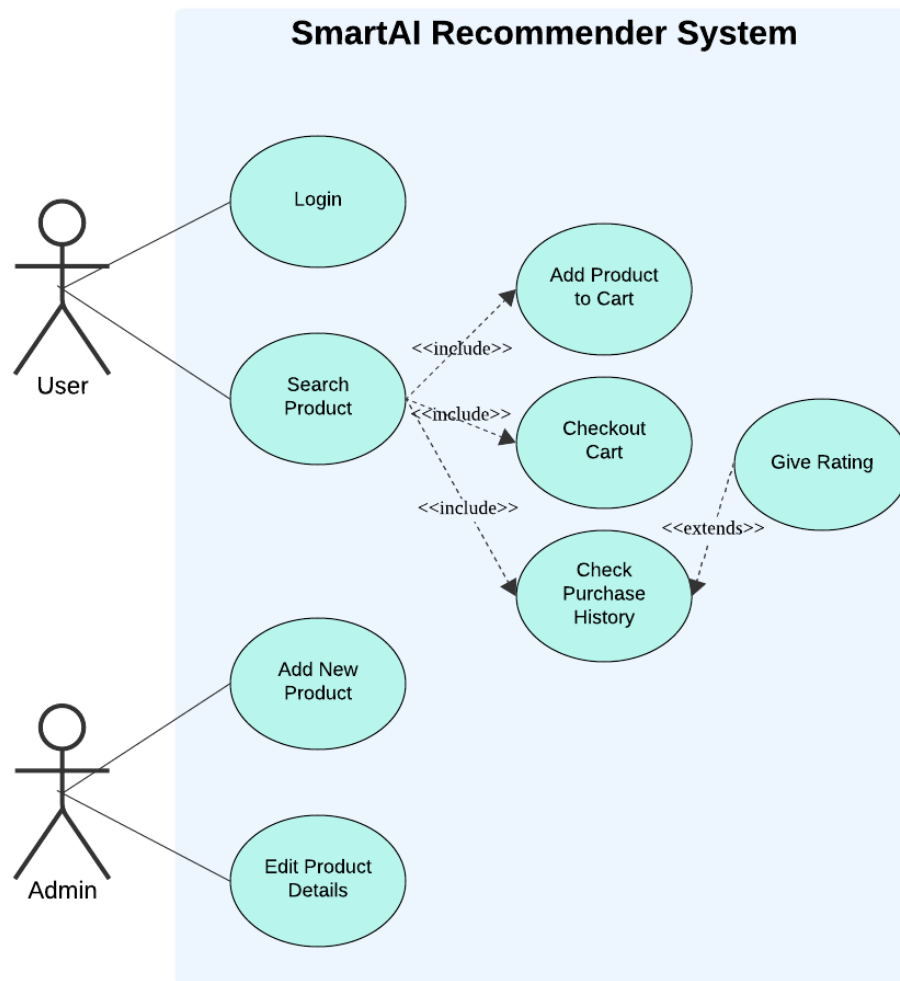 SmartAI Recommender System
Login
User
Search
Product
Add Product
to Cart
<<include>>
<<include>>
Checkout
Cart
Give Rating
<<include>>
<<extends>>
Check
Purchase
History
Add New
Product
Admin
Edit Product
Details